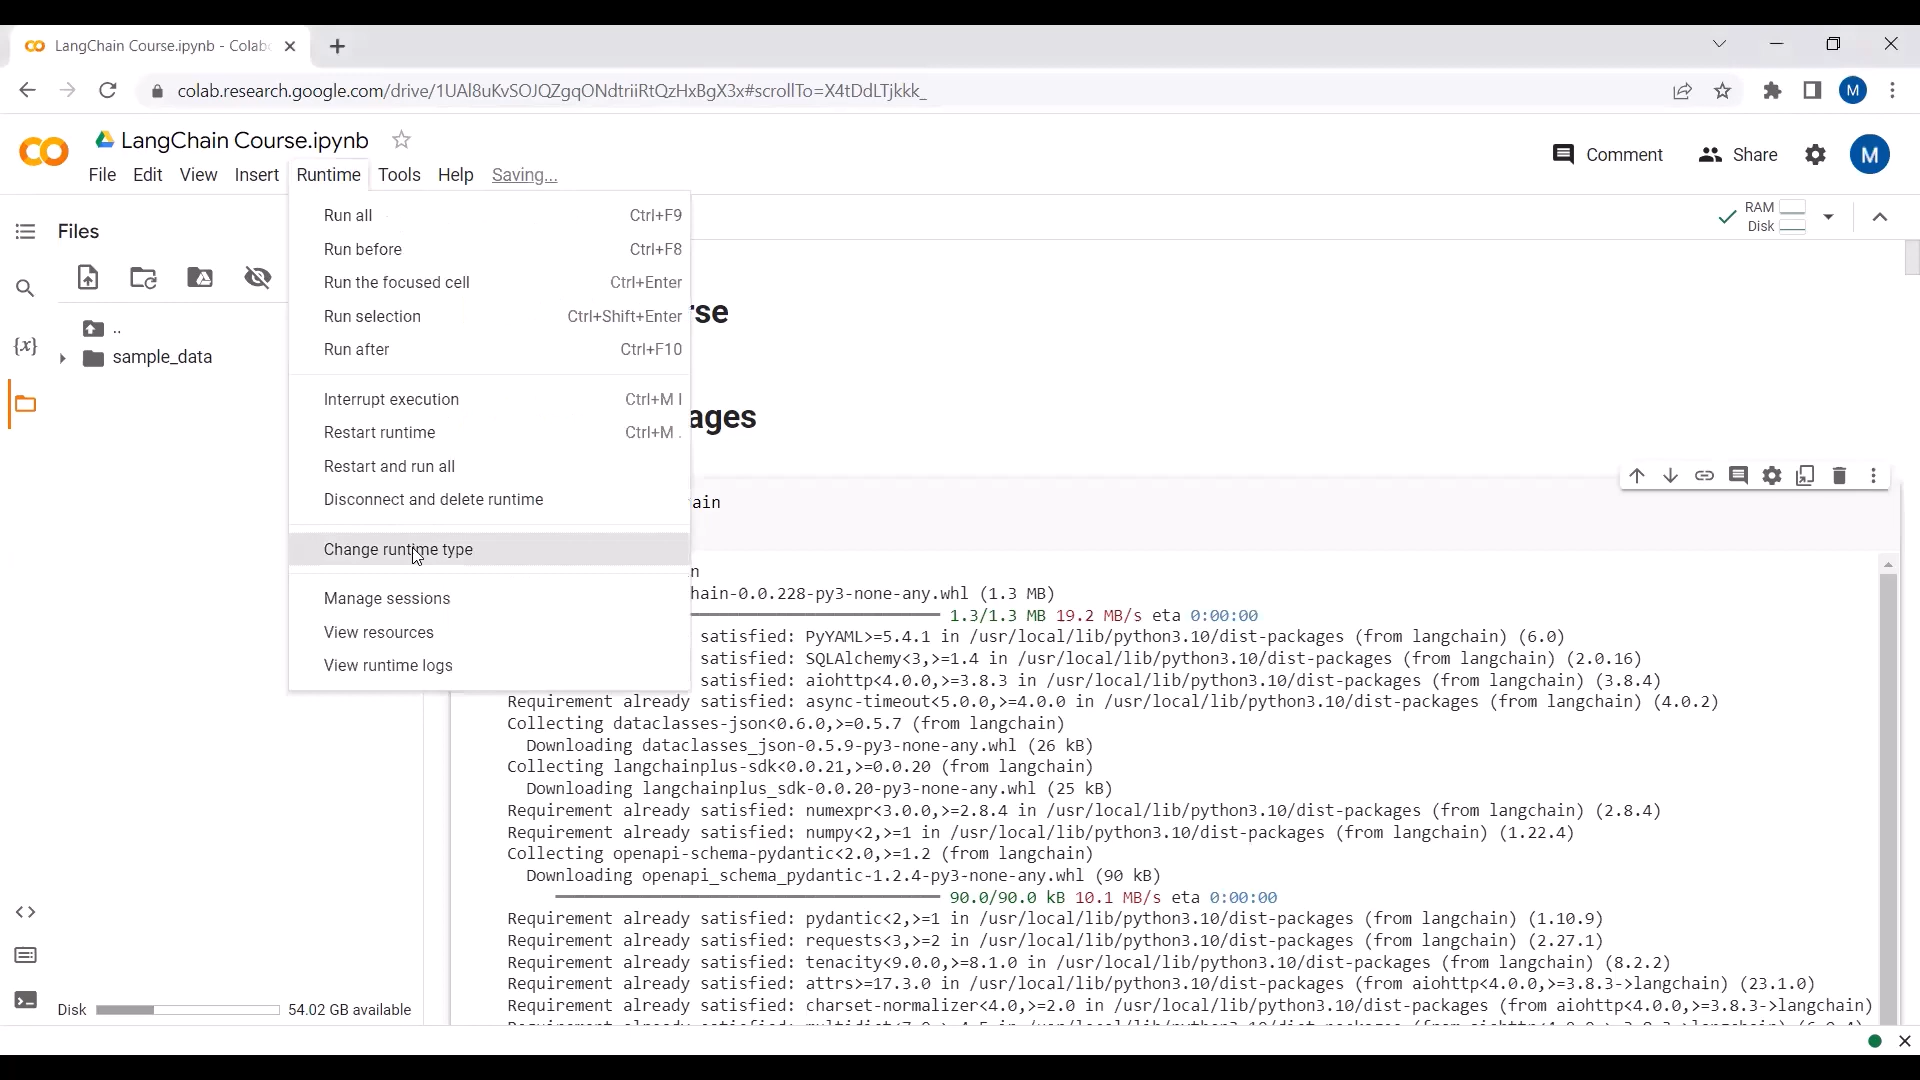 LangChain Course.ipynb - Colab
colab.research.google.com/drive/1UAl8uKvSOJQZgqONdtriiRtQzHxBgX3x#scrollTo=X4tDdLTjkkk_
M
LangChain Course.ipynb
Comment
Share
M
File Edit View Insert Runtime Tools Help Saving...
Files
RAM
Disk
Run all Ctrl+F9
Run before Ctrl+F8
Run the focused cell Ctrl+Enter
Run selection Ctrl+Shift+Enter
Run after Ctrl+F10
Interrupt execution Ctrl+M I
Restart runtime Ctrl+M .
Restart and run all
Disconnect and delete runtime
Change runtime type
Manage sessions
View resources
View runtime logs
{x}
..
sample_data
rse
ages
ain
n
hain-0.0.228-py3-none-any.whl (1.3 MB)
1.3/1.3 MB 19.2 MB/s eta 0:00:00
satisfied: PyYAML>=5.4.1 in /usr/local/lib/python3.10/dist-packages (from langchain) (6.0)
satisfied: SQLAlchemy<3,>=1.4 in /usr/local/lib/python3.10/dist-packages (from langchain) (2.0.16)
satisfied: aiohttp<4.0.0,>=3.8.3 in /usr/local/lib/python3.10/dist-packages (from langchain) (3.8.4)
Requirement already satisfied: async-timeout<5.0.0,>=4.0.0 in /usr/local/lib/python3.10/dist-packages (from langchain) (4.0.2)
Collecting dataclasses-json<0.6.0,>=0.5.7 (from langchain)
Downloading dataclasses_json-0.5.9-py3-none-any.whl (26 kB)
Collecting langchainplus-sdk<0.0.21,>=0.0.20 (from langchain)
Downloading langchainplus_sdk-0.0.20-py3-none-any.whl (25 kB)
Requirement already satisfied: numexpr<3.0.0,>=2.8.4 in /usr/local/lib/python3.10/dist-packages (from langchain) (2.8.4)
Requirement already satisfied: numpy<2,>=1 in /usr/local/lib/python3.10/dist-packages (from langchain) (1.22.4)
Collecting openapi-schema-pydantic<2.0,>=1.2 (from langchain)
Downloading openapi_schema_pydantic-1.2.4-py3-none-any.whl (90 kB)
90.0/90.0 kB 10.1 MB/s eta 0:00:00
Requirement already satisfied: pydantic<2,>=1 in /usr/local/lib/python3.10/dist-packages (from langchain) (1.10.9)
Requirement already satisfied: requests<3,>=2 in /usr/local/lib/python3.10/dist-packages (from langchain) (2.27.1)
Requirement already satisfied: tenacity<9.0.0,>=8.1.0 in /usr/local/lib/python3.10/dist-packages (from langchain) (8.2.2)
Requirement already satisfied: attrs>=17.3.0 in /usr/local/lib/python3.10/dist-packages (from aiohttp<4.0.0,>=3.8.3->langchain) (23.1.0)
Requirement already satisfied: charset-normalizer<4.0,>=2.0 in /usr/local/lib/python3.10/dist-packages (from aiohttp<4.0.0,>=3.8.3->langchain)
Disk 54.02 GB available